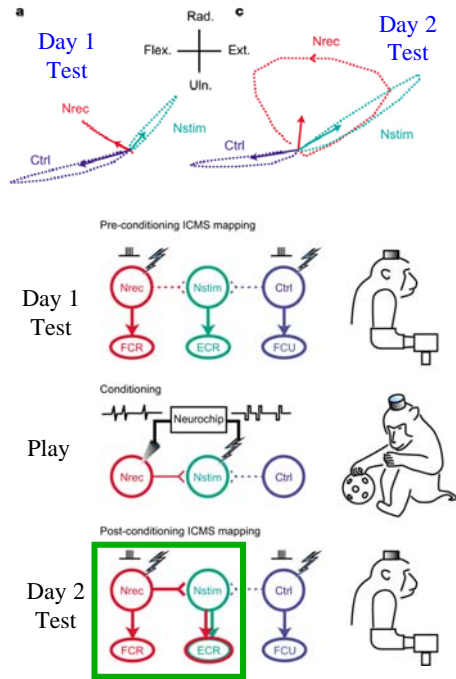 a
Day 1
Test
Rad.
Flex.
Ext.
Uln.
Nrec
Nstim
Ctrl
c
Day 2
Test
Nrec
Nstim
Ctrl
Pre-conditioning ICMS mapping
Day 1
Test
Nrec
Nstim
Ctrl
FCR
ECR
FCU
Conditioning
Neurochip
Play
Nrec
Nstim
Ctrl
Post-conditioning ICMS mapping
Day 2
Test
Nrec
Nstim
Ctrl
FCR
ECR
FCU